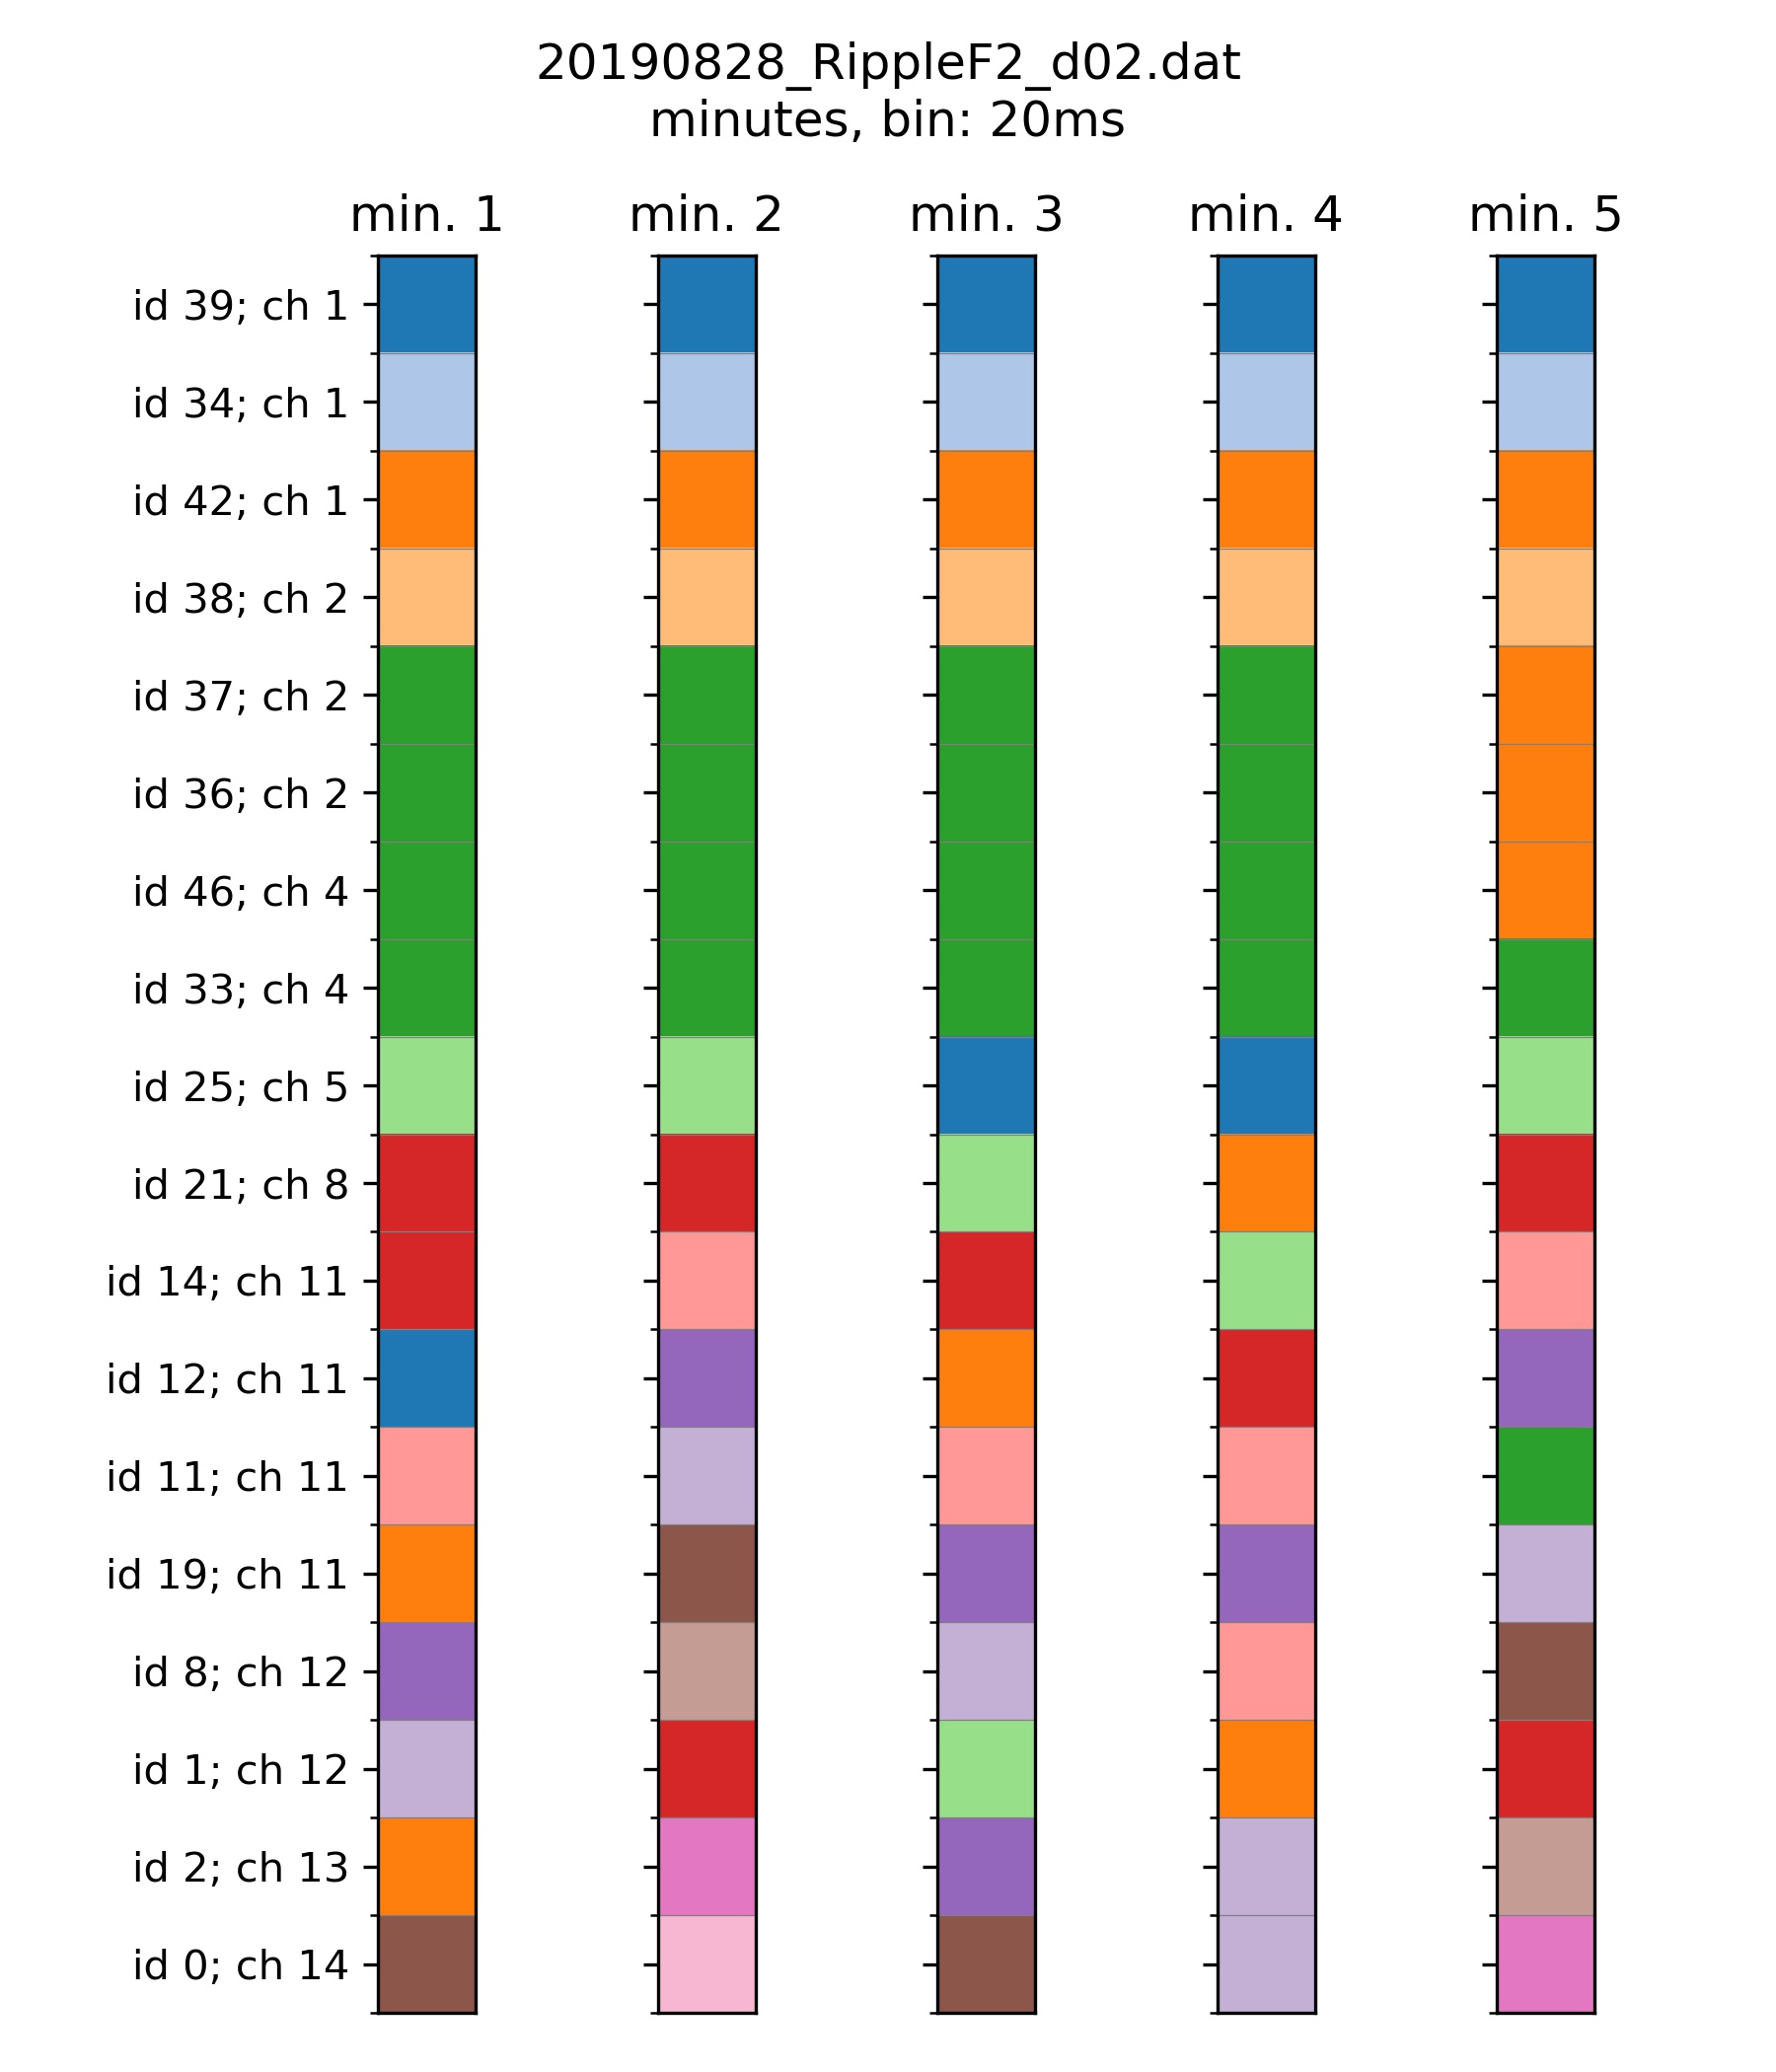 20190828_RippleF2_d02.dat
minutes, bin: 20ms
min. 1 min. 2 min. 3 min. 4 min. 5
id 39; ch 1
id 34; ch 1
id 42; ch 1
id 38; ch 2
id 37; ch 2
id 36; ch 2
id 46; ch 4
id 33; ch 4
id 25; ch 5
id 21; ch 8
id 14; ch 11
id 12; ch 11
id 11; ch 11
id 19; ch 11
id 8; ch 12
id 1; ch 12
id 2; ch 13
id 0; ch 14